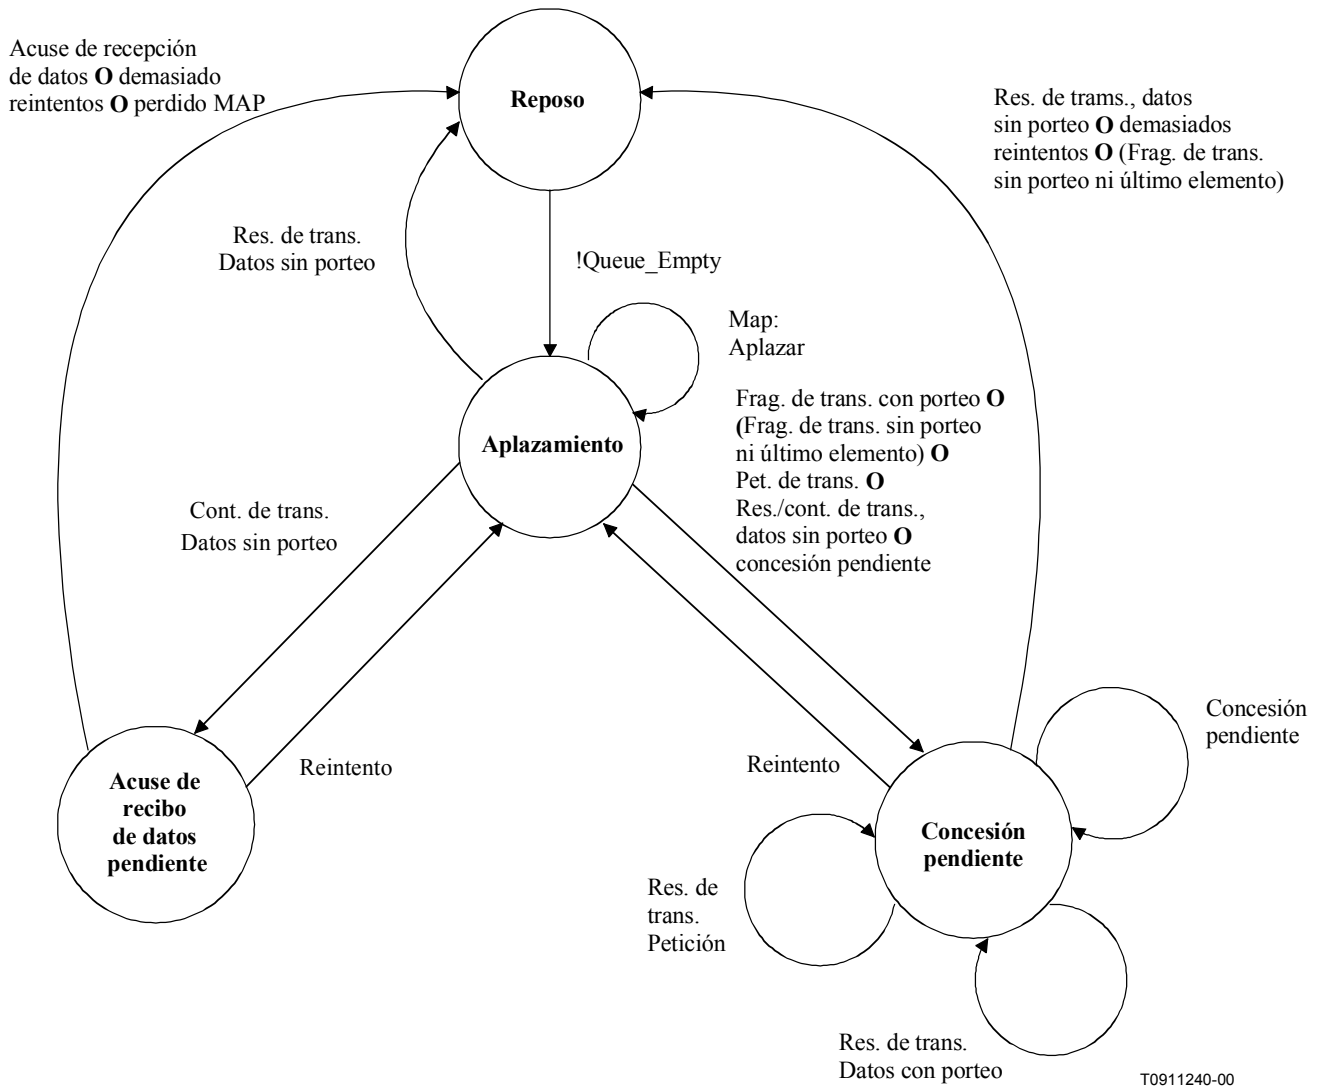 Acuse de recepción
de datos O demasiado
reintentos O perdido MAP
Reposo
Res. de trams., datos
sin porteo O demasiados
reintentos O (Frag. de trans.
sin porteo ni último elemento)
Res. de trans.
Datos sin porteo
!Queue_Empty
Map:
Aplazar
Frag. de trans. con porteo O
(Frag. de trans. sin porteo
ni último elemento) O
Pet. de trans. O
Res./cont. de trans.,
datos sin porteo O
concesión pendiente
Aplazamiento
Cont. de trans.
Datos sin porteo
Reintento
Reintento
Concesión
pendiente
Acuse de
recibo
de datos
pendiente
Concesión
pendiente
Res. de
trans.
Petición
Res. de trans.
Datos con porteo
T0911240-00